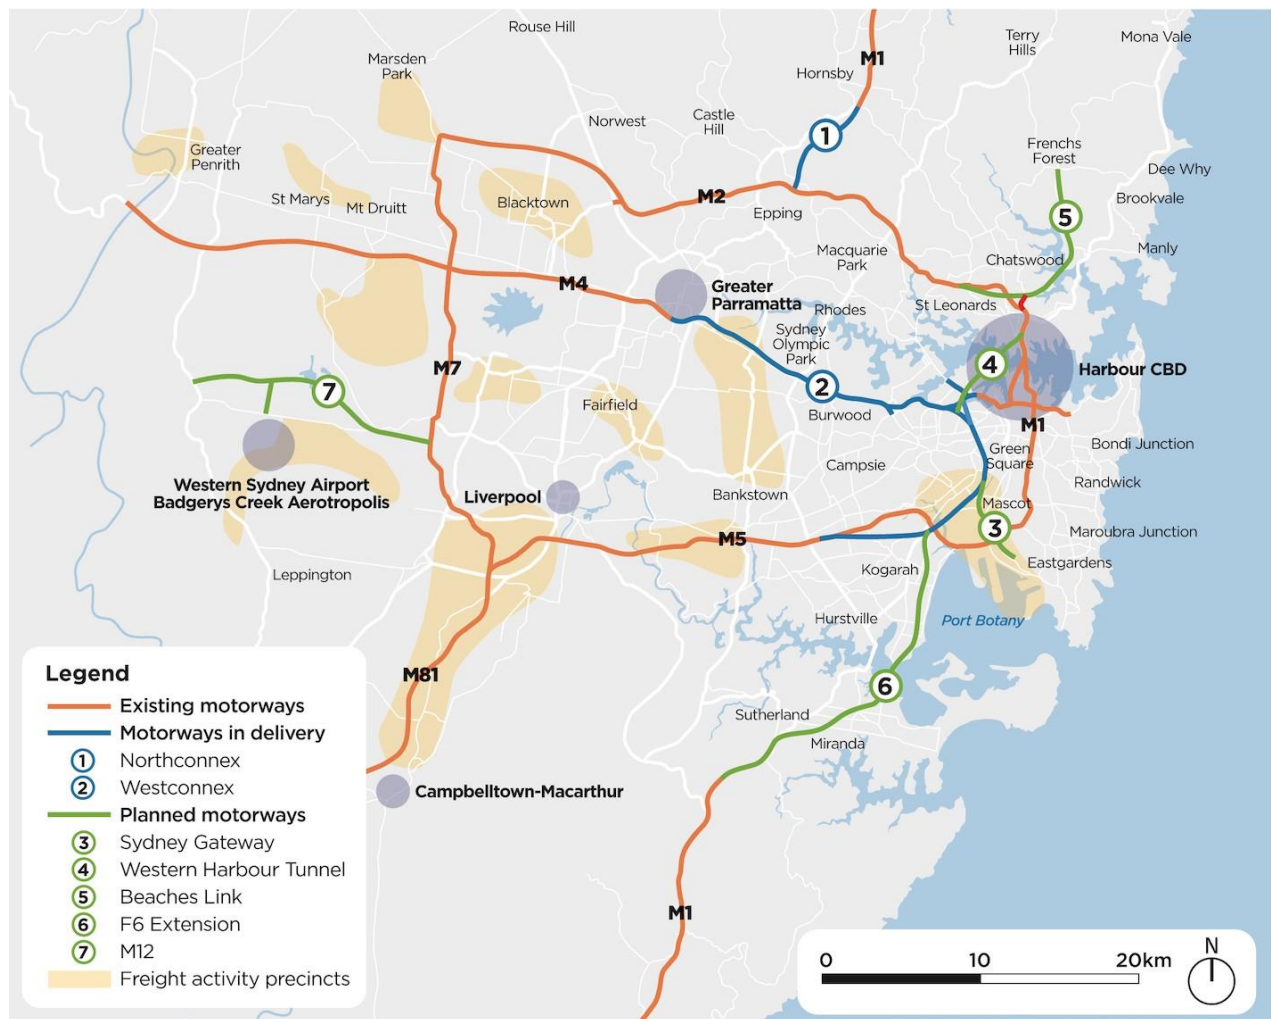 Rouse Hill
Terry
Hills
Mona Vale
Marsden
Park
M1
Hornsby
Castle
Hill
Norwest
1
Greater
Penrith
Frenchs
Forest
Dee Why
St Marys
Mt Druitt
Blacktown
M2
Brookvale
Epping
5
Macquarie
Park
Chatswood
Manly
M4
Greater
Parramatta
Rhodes
St Leonards
Sydney
Olympic
Park
M7
4
Harbour CBD
7
2
Fairfield
Burwood
M1
Green
Square
Bondi Junction
Campsie
Western Sydney Airport
Badgerys Creek Aerotropolis
Liverpool
Bankstown
Randwick
Mascot
3
M5
Maroubra Junction
Eastgardens
Leppington
Kogarah
Hurstville
Port Botany
M81
6
Sutherland
Miranda
Campbelltown-Macarthur
M1
Legend
Existing motorways
Motorways in delivery
1 Northconnex
2 Westconnex
Planned motorways
3 Sydney Gateway
4 Western Harbour Tunnel
5 Beaches Link
6 F6 Extension
7 M12
Freight activity precincts
0 10 20km
N